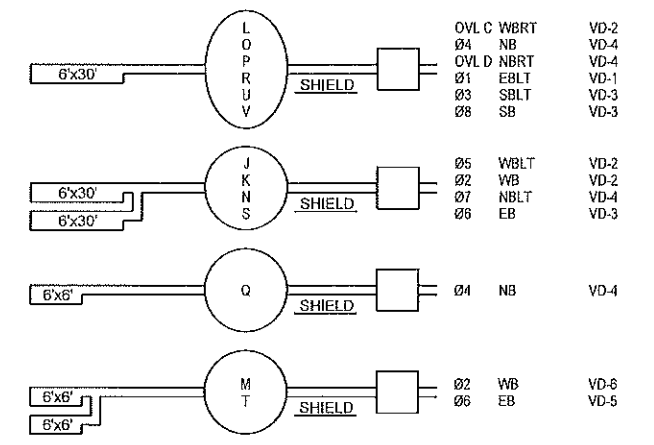 L
O
P
R
U
V
6'x30'
SHIELD
OVL C WBRT VD-2
Ø4 NB VD-4
OVL D NBRT VD-4
Ø1 EBLT VD-1
Ø3 SBLT VD-3
Ø8 SB VD-3
J
K
N
S
6'x30'
6'x30'
SHIELD
Ø5 WBLT VD-2
Ø2 WB VD-2
Ø7 NBLT VD-4
Ø6 EB VD-3
Q
6'x6'
SHIELD
Ø4 NB VD-4
M
T
6'x6'
6'x6'
SHIELD
Ø2 WB VD-6
Ø6 EB VD-5